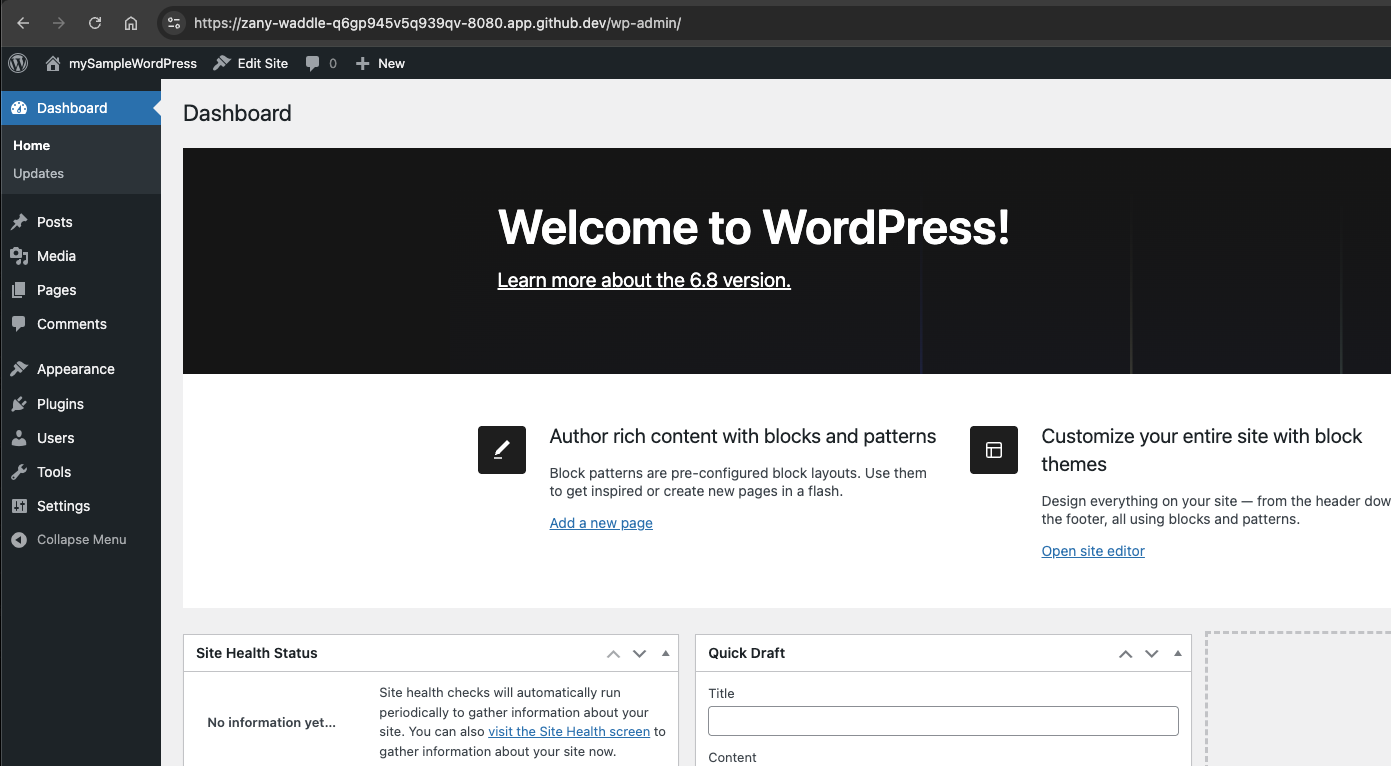 https://zany-waddle-q6gp945v5q939qv-8080.app.github.dev/wp-admin/
mySampleWordPress Edit Site 0 New
Dashboard
Home
Updates
Posts
Media
Pages
Comments
Appearance
Plugins
Users
Tools
Settings
Collapse Menu
Dashboard
Welcome to WordPress!
Learn more about the 6.8 version.
Author rich content with blocks and patterns
Block patterns are pre-configured block layouts. Use them
to get inspired or create new pages in a flash.
Add a new page
Customize your entire site with block
themes
Design everything on your site — from the header dow
the footer, all using blocks and patterns.
Open site editor
Site Health Status
No information yet...
Site health checks will automatically run
periodically to gather information about your
site. You can also visit the Site Health screen to
gather information about your site now.
Quick Draft
Title
Content